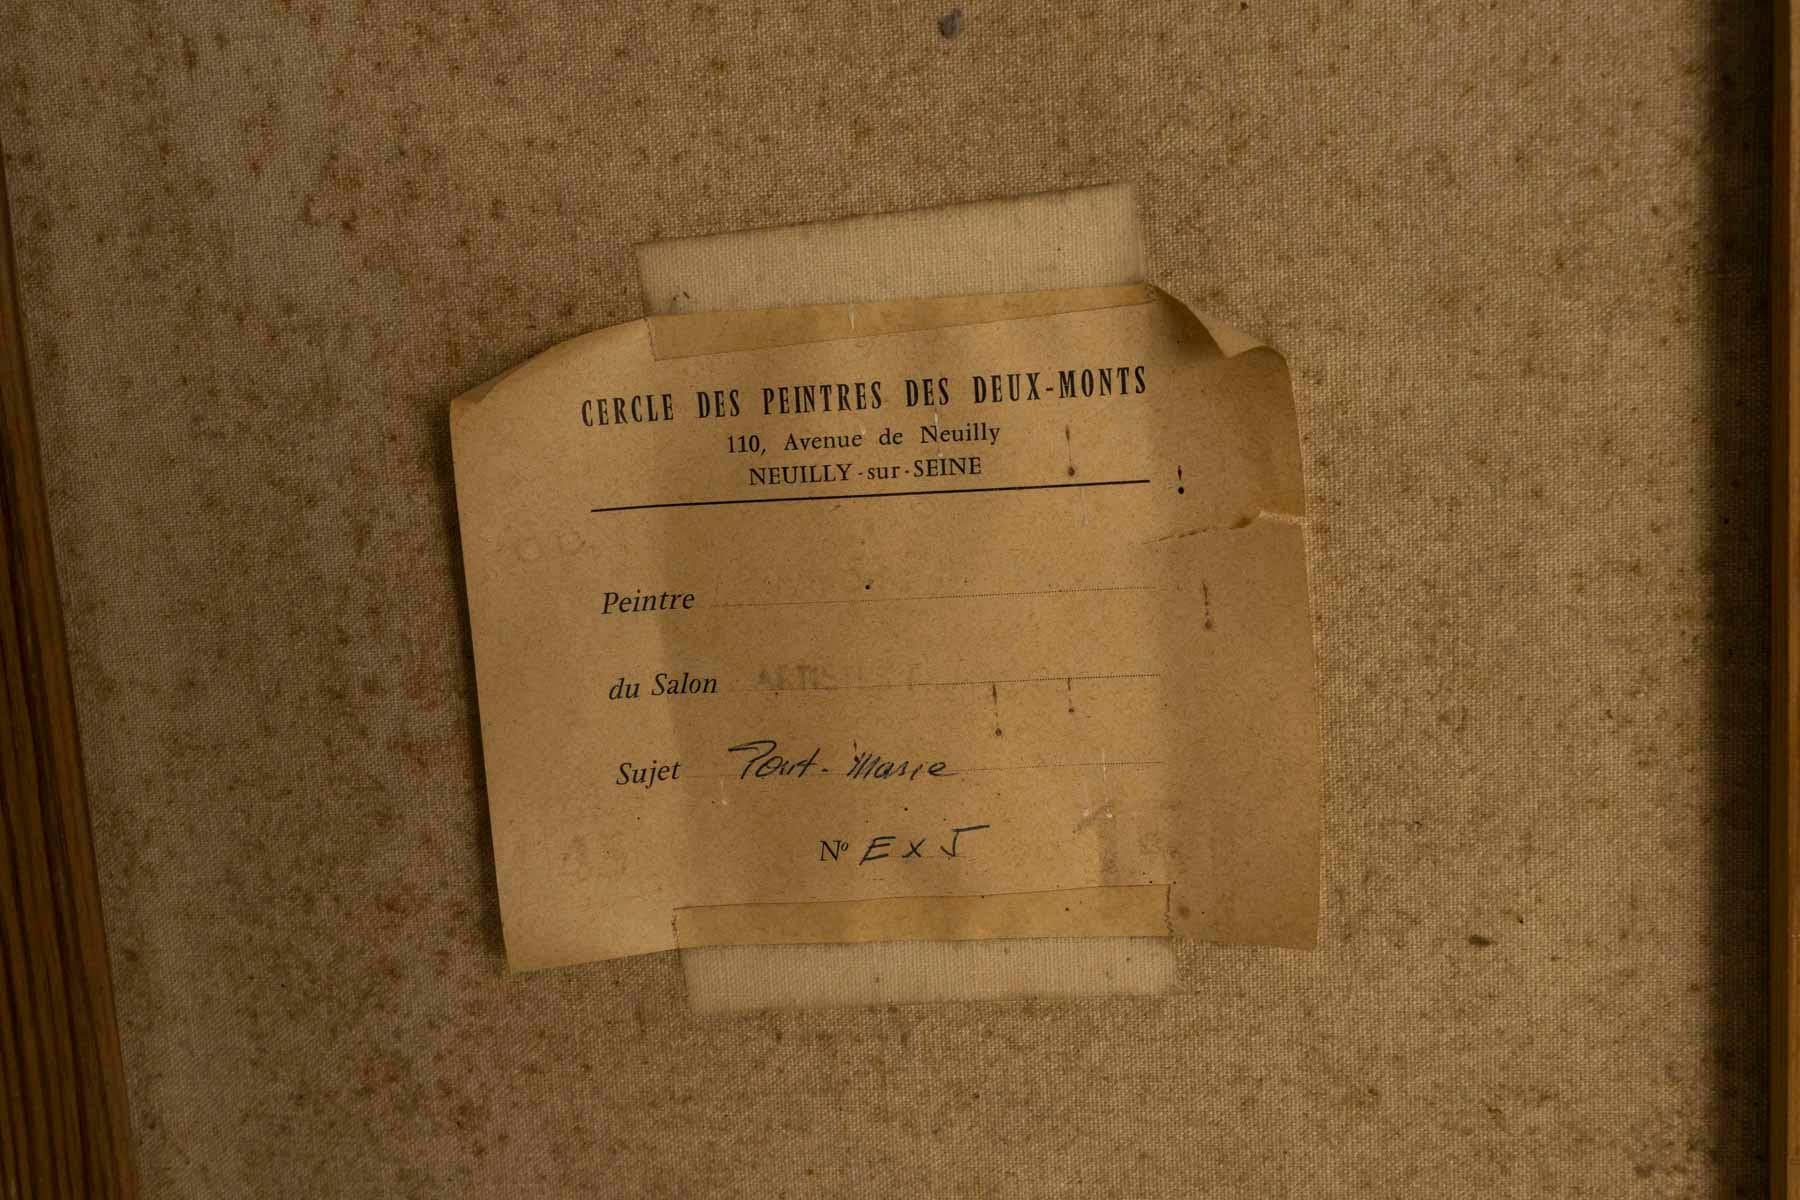 CERCLE DES PEINTRES DES DEUX-MONTS
110, Avenue de Neuilly
NEUILLY-sur-SEINE
Peintre
du Salon
Sujet Pont-Marie
Nº E x 5